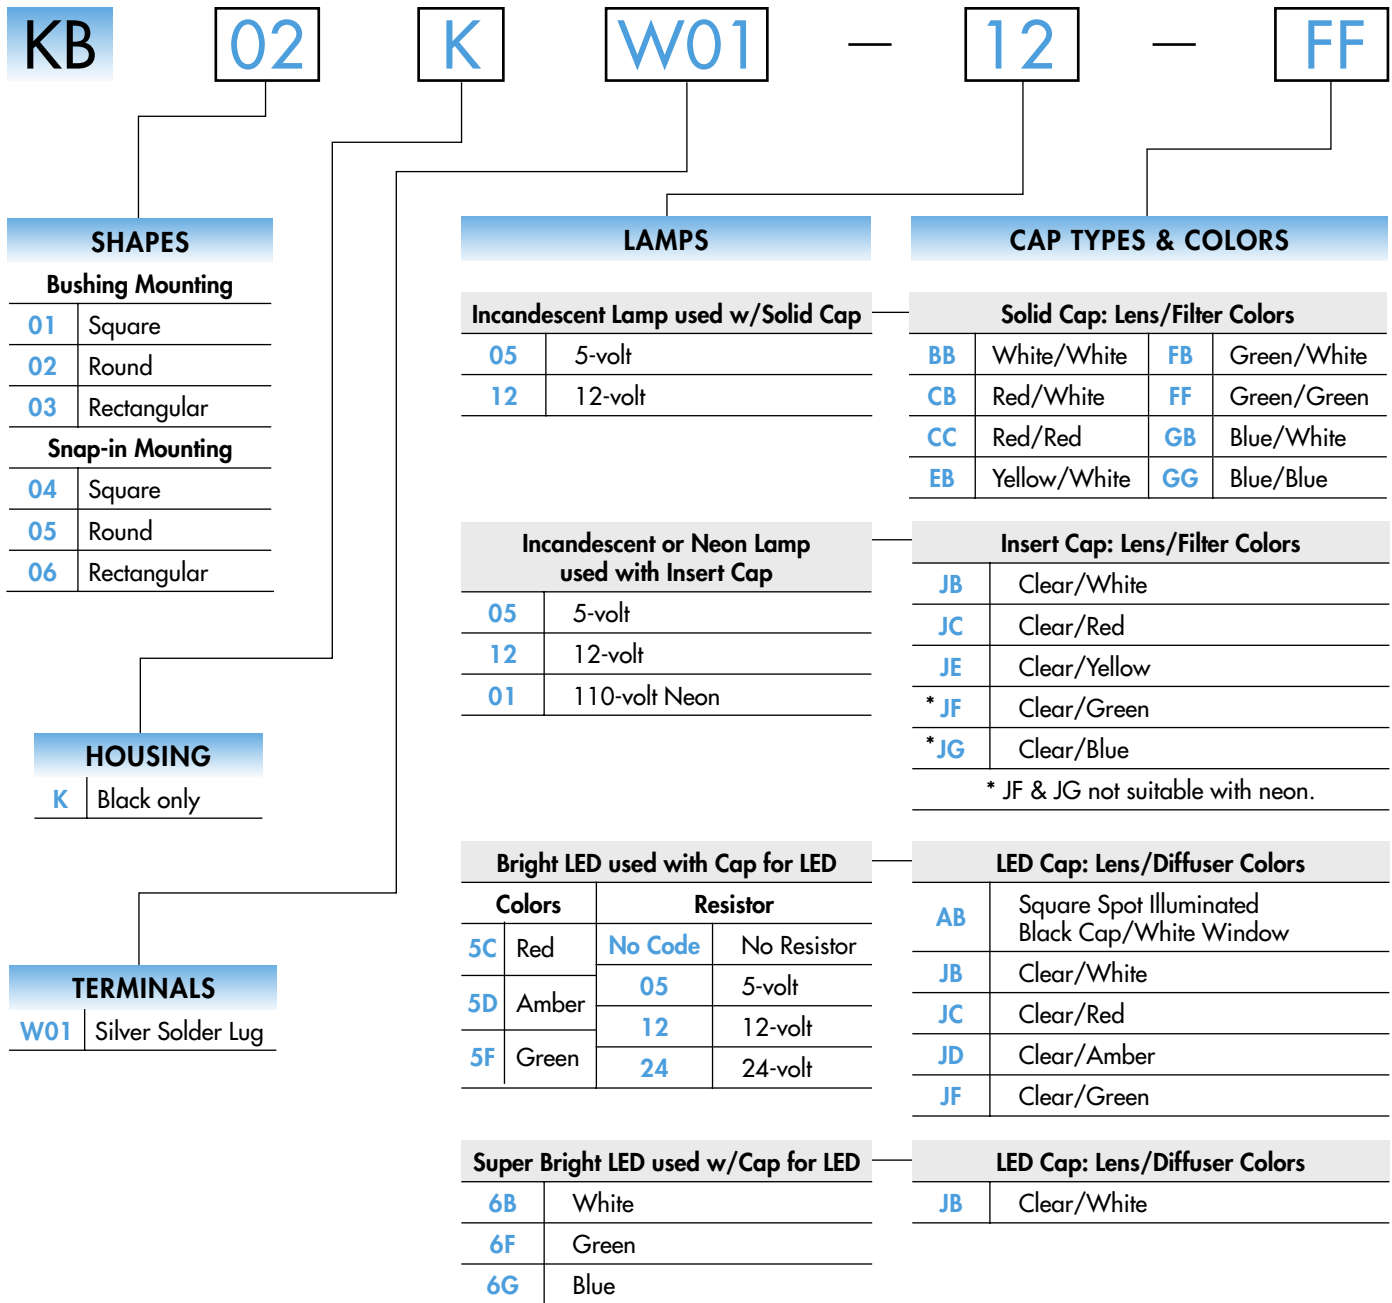 KB 02 K W01 — 12 — FF
SHAPES
Bushing Mounting
01 Square
02 Round
03 Rectangular
Snap-in Mounting
04 Square
05 Round
06 Rectangular
HOUSING
K Black only
TERMINALS
W01 Silver Solder Lug
LAMPS
Incandescent Lamp used w/Solid Cap
05 5-volt
12 12-volt
Incandescent or Neon Lamp
used with Insert Cap
05 5-volt
12 12-volt
01 110-volt Neon
Bright LED used with Cap for LED
Colors Resistor
5C Red
5D Amber
5F Green
No Code No Resistor
05 5-volt
12 12-volt
24 24-volt
Super Bright LED used w/Cap for LED
6B White
6F Green
6G Blue
CAP TYPES & COLORS
Solid Cap: Lens/Filter Colors
BB White/White FB Green/White
CB Red/White FF Green/Green
CC Red/Red GB Blue/White
EB Yellow/White GG Blue/Blue
Insert Cap: Lens/Filter Colors
JB Clear/White
JC Clear/Red
JE Clear/Yellow
* JF Clear/Green
* JG Clear/Blue
* JF & JG not suitable with neon.
LED Cap: Lens/Diffuser Colors
AB Square Spot Illuminated
Black Cap/White Window
JB Clear/White
JC Clear/Red
JD Clear/Amber
JF Clear/Green
LED Cap: Lens/Diffuser Colors
JB Clear/White